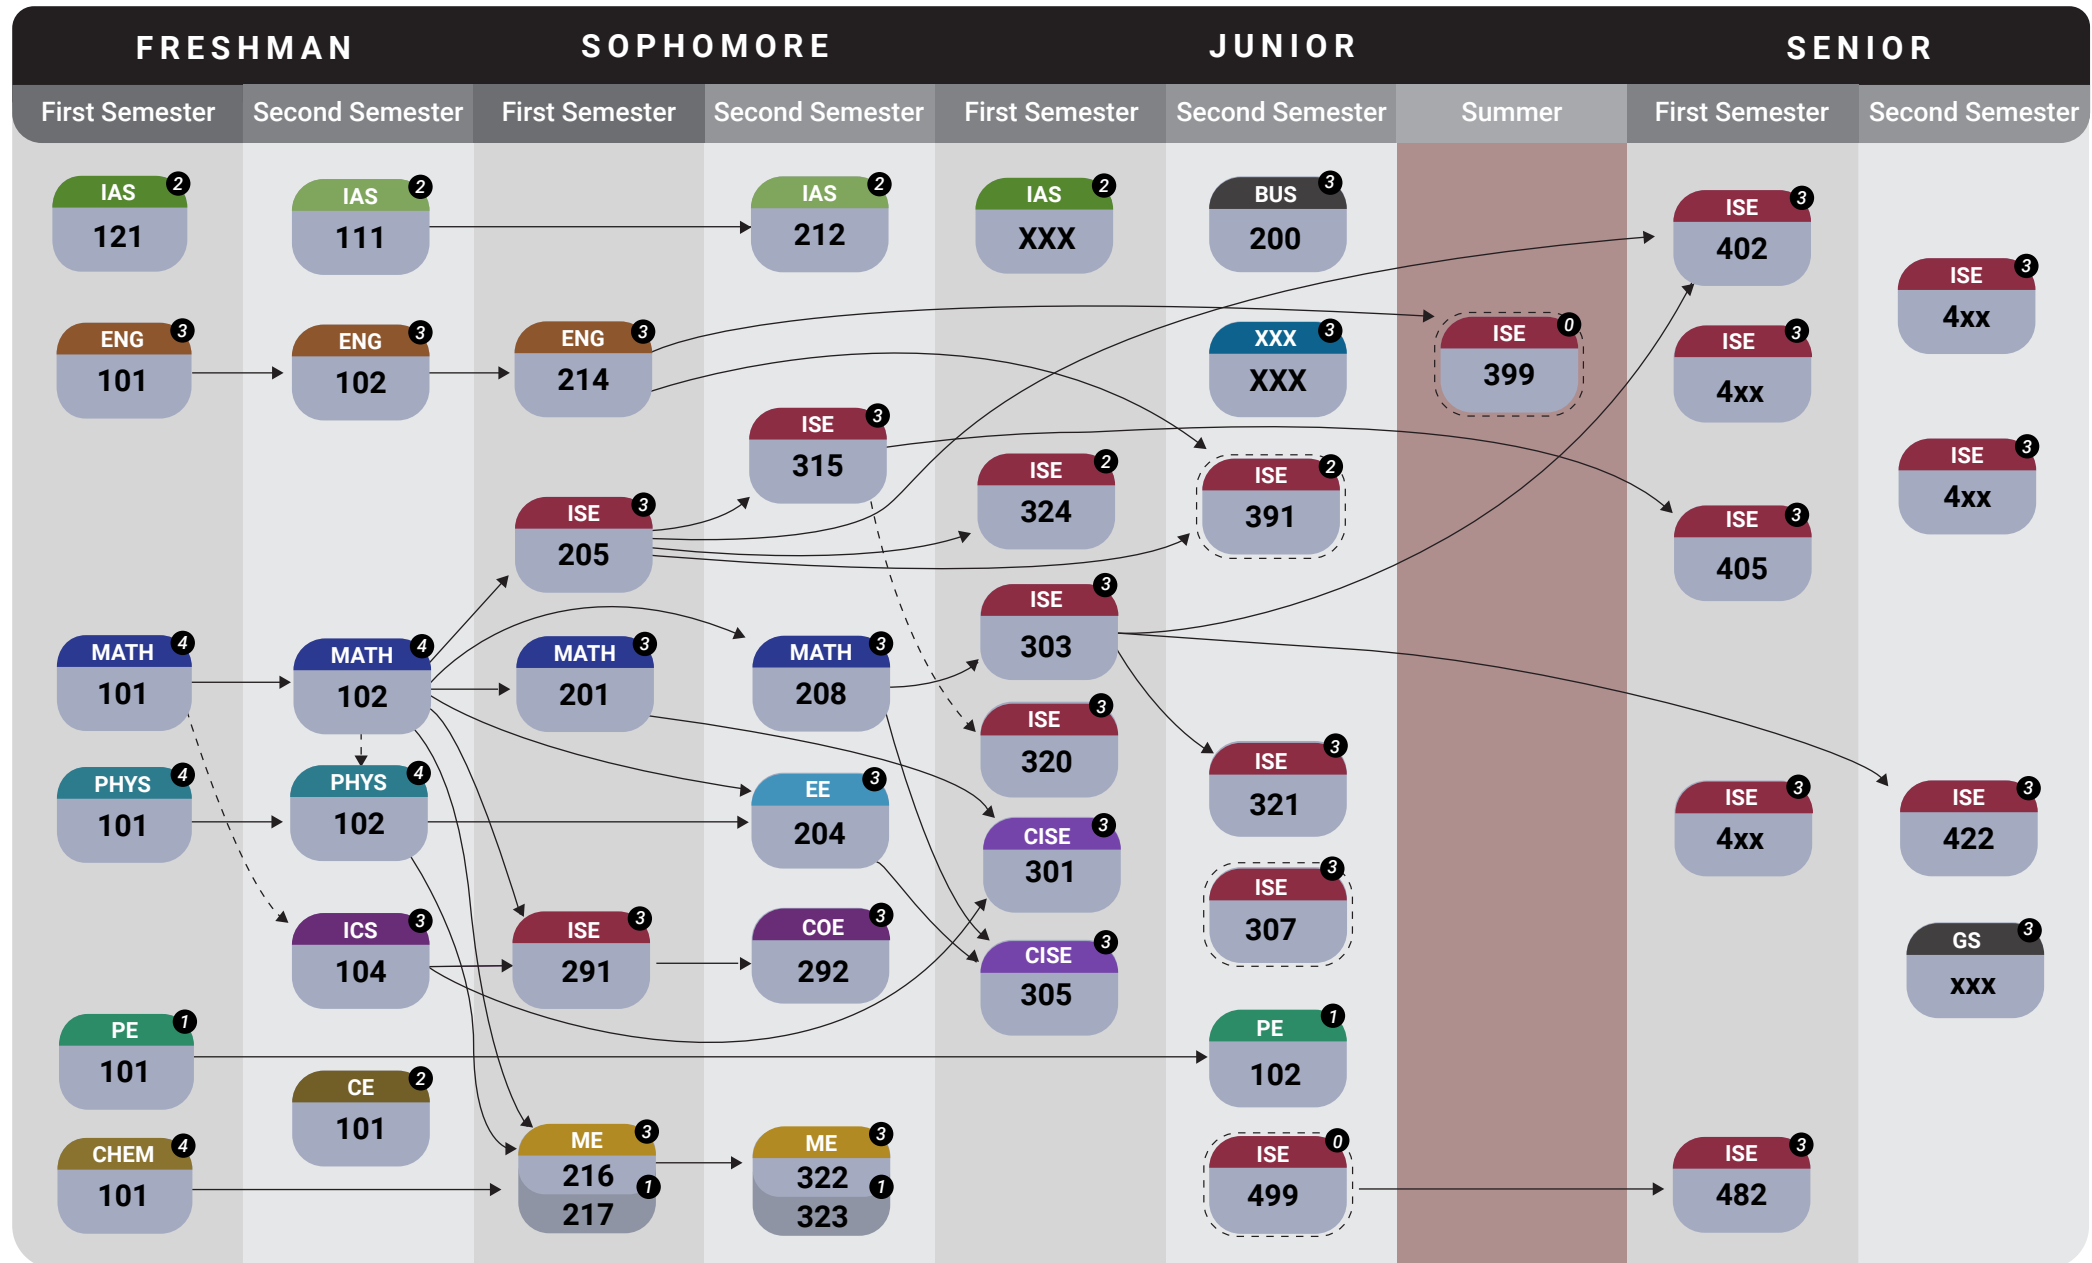 FRESHMAN SOPHOMORE JUNIOR SENIOR
First Semester Second Semester First Semester Second Semester First Semester Second Semester Summer First Semester Second Semester
IAS 2
121
ENG 3
101
MATH 4
101
PHYS 4
101
PE 1
101
CHEM 4
101
IAS 2
111
ENG 3
102
MATH 4
102
PHYS 4
102
ICS 3
104
CE 2
101
ENG 3
214
ISE 3
205
MATH 3
201
ISE 3
291
ME 3
216
1
217
IAS 2
212
ISE 3
315
MATH 3
208
EE 3
204
COE 3
292
ME 3
322
1
323
IAS 2
XXX
ISE 2
324
ISE 3
303
ISE 3
320
CISE 3
301
CISE 3
305
BUS 3
200
XXX 3
XXX
ISE 2
391
ISE 3
321
ISE 3
307
PE 1
102
ISE 0
499
ISE 0
399
ISE 3
402
ISE 3
4xx
ISE 3
405
ISE 3
4xx
ISE 3
482
ISE 3
4xx
ISE 3
4xx
ISE 3
422
GS 3
xxx